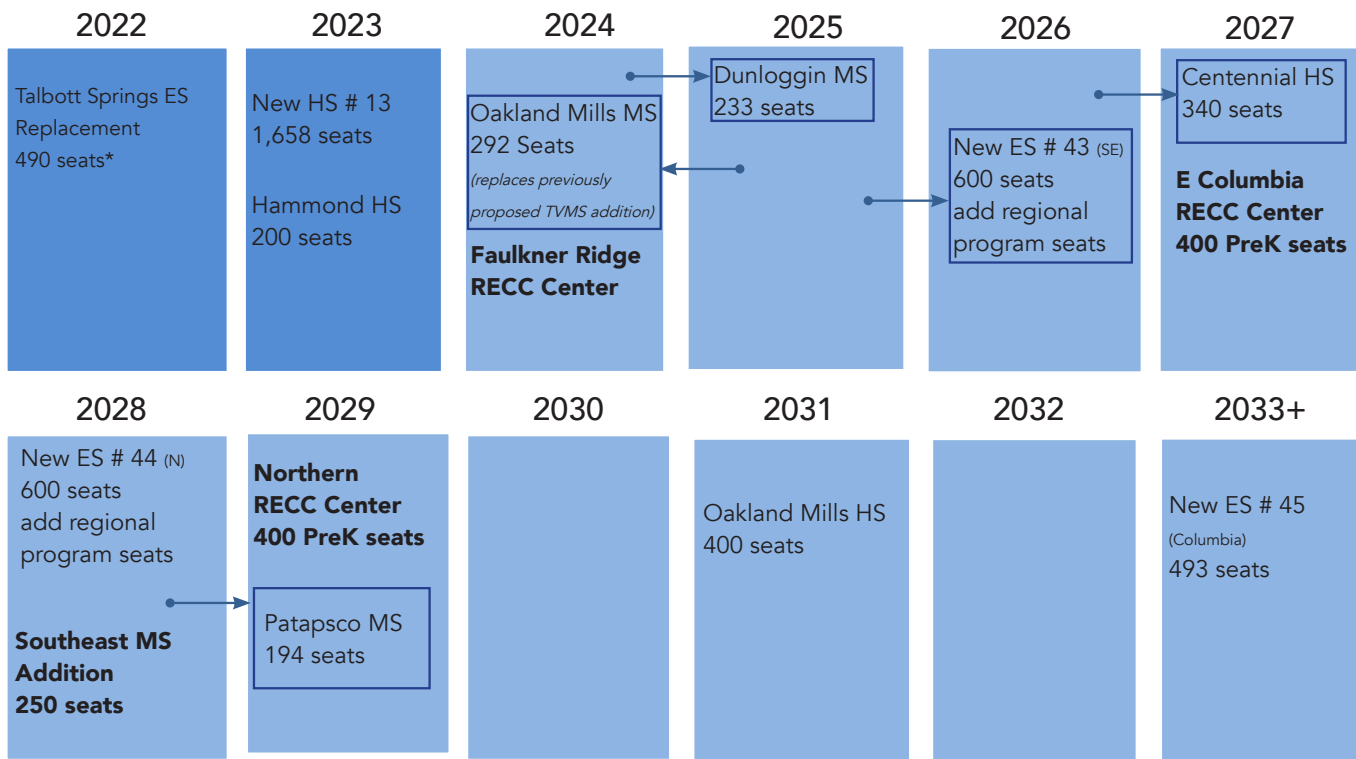 2022
Talbott Springs ES
Replacement
490 seats*
2023
New HS # 13
1,658 seats
Hammond HS
200 seats
2024
Oakland Mills MS
292 Seats
(replaces previously
proposed TVMS addition)
Faulkner Ridge
RECC Center
2025
Dunloggin MS
233 seats
2026
New ES # 43 (SE)
600 seats
add regional
program seats
2027
Centennial HS
340 seats
E Columbia
RECC Center
400 PreK seats
2028
New ES # 44 (N)
600 seats
add regional
program seats
Southeast MS
Addition
250 seats
2029
Northern
RECC Center
400 PreK seats
Patapsco MS
194 seats
2030
2031
Oakland Mills HS
400 seats
2032
2033+
New ES # 45
(Columbia)
493 seats